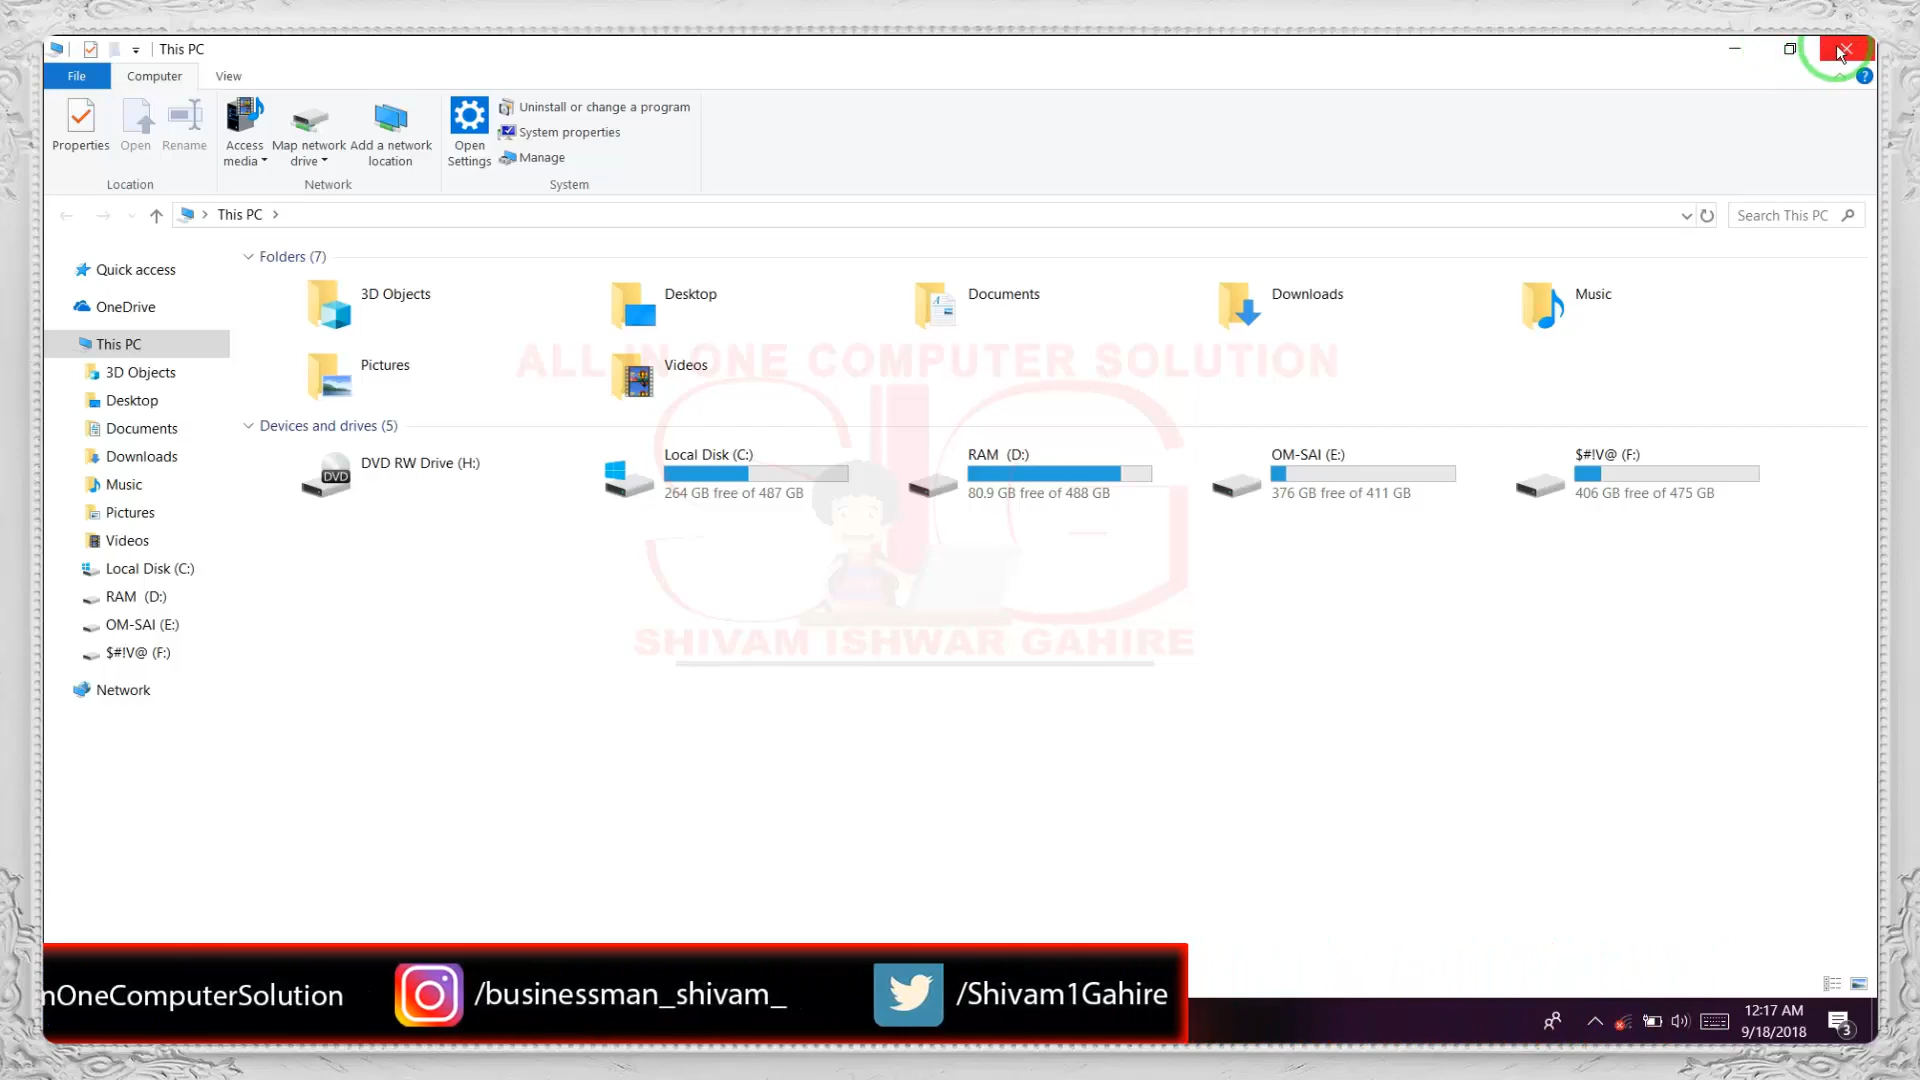 This PC
File
Computer
View
Properties
Open
Rename
Access media
Map network drive
Add a network location
Open Settings
Uninstall or change a program
System properties
Manage
Location
Network
System
This PC
Search This PC
Quick access
OneDrive
This PC
3D Objects
Desktop
Documents
Downloads
Music
Pictures
Videos
Local Disk (C:)
RAM (D:)
OM-SAI (E:)
$#!V@ (F:)
Network
Folders (7)
3D Objects
Desktop
Documents
Downloads
Music
Pictures
Videos
ALL IN ONE COMPUTER SOLUTION
Devices and drives (5)
DVD
DVD RW Drive (H:)
Local Disk (C:)
264 GB free of 487 GB
RAM (D:)
80.9 GB free of 488 GB
OM-SAI (E:)
376 GB free of 411 GB
$#!V@ (F:)
406 GB free of 475 GB
SIG
SHIVAM ISHWAR GAHIRE
nOneComputerSolution
/businessman_shivam_
/Shivam1Gahire
12:17 AM
9/18/2018
3